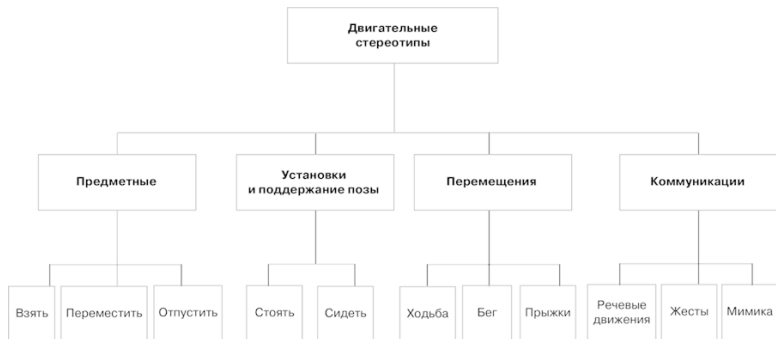 Двигательные
стереотипы
Предметные
Установки
и поддержание позы
Перемещения
Коммуникации
Взять
Переместить
Отпустить
Стоять
Сидеть
Ходьба
Бег
Прыжки
Речевые
движения
Жесты
Мимика